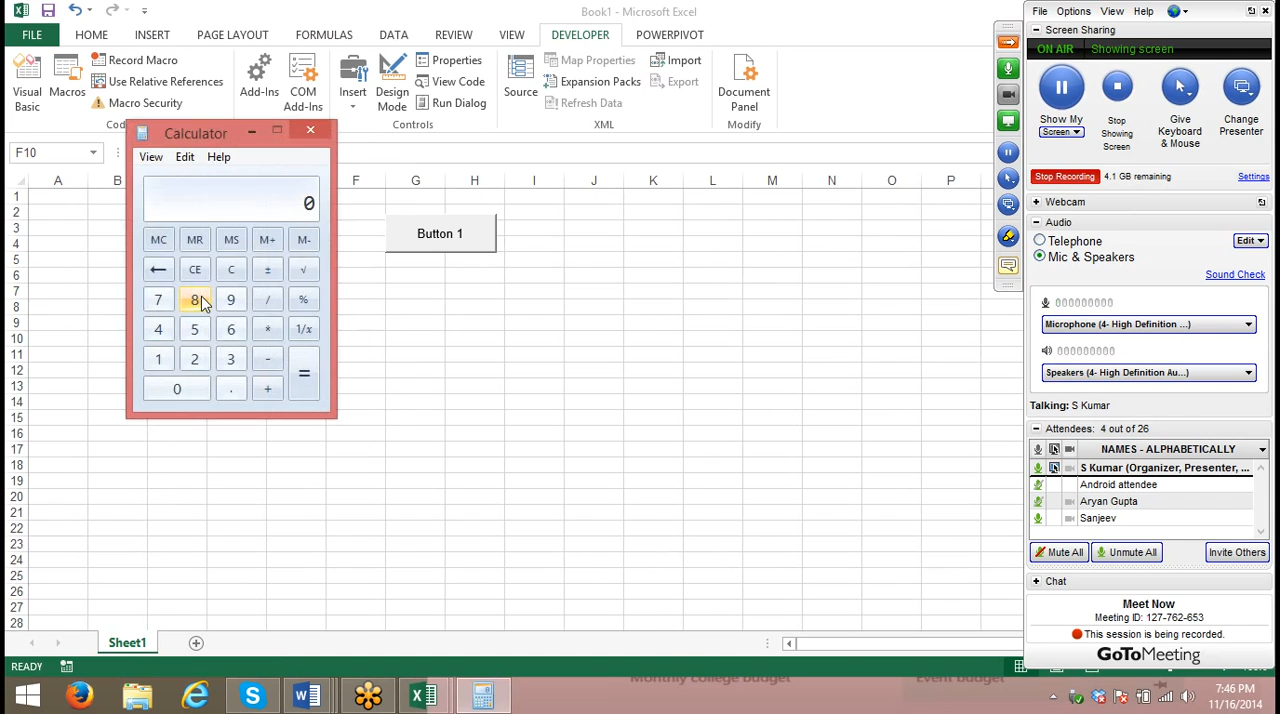 Book1 - Microsoft Excel
FILE HOME INSERT PAGE LAYOUT FORMULAS DATA REVIEW VIEW DEVELOPER POWERPIVOT
Visual Basic
Macros
Record Macro
Use Relative References
Macro Security
Add-Ins
COM Add-Ins
Insert
Design Mode
Properties
View Code
Run Dialog
Source
Map Properties
Expansion Packs
Refresh Data
Import
Export
Document Panel
Controls XML Modify
F10
Calculator
View Edit Help
0
MC MR MS M+ M-
← CE C ± √
7 8 9 / %
4 5 6 * 1/x
1 2 3 - =
0 . +
A B F G H I J K L M N O P
1
2
3
4
5
6
7
8
9
10
11
12
13
14
15
16
17
18
19
20
21
22
23
24
25
26
27
28
Button 1
Sheet1
READY
File Options View Help
Screen Sharing
ON AIR Showing screen
Show My
Screen
Stop Showing Screen
Give Keyboard & Mouse
Change Presenter
Stop Recording 4.1 GB remaining Settings
Webcam
Audio
Telephone Edit
Mic & Speakers
Sound Check
Microphone (4- High Definition ...)
Speakers (4- High Definition Au...)
Talking: S Kumar
Attendees: 4 out of 26
NAMES - ALPHABETICALLY
S Kumar (Organizer, Presenter, ...
Android attendee
Aryan Gupta
Sanjeev
Mute All Unmute All Invite Others
Chat
Meet Now
Meeting ID: 127-762-653
This session is being recorded.
GoToMeeting
Monthly college budget Event budget
7:46 PM
11/16/2014